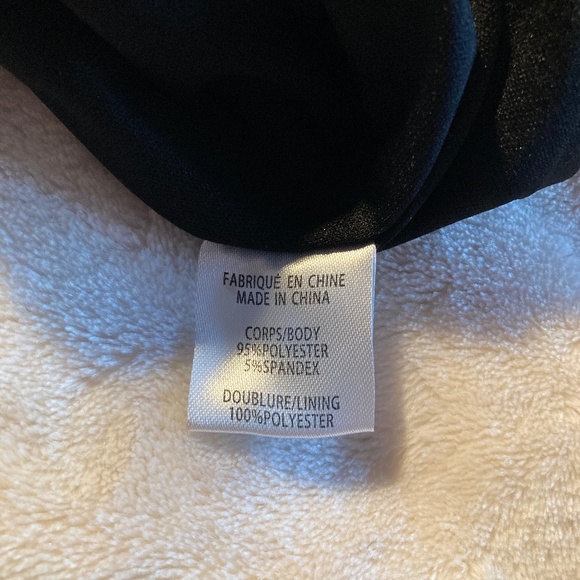 FABRIQUÉ EN CHINE
MADE IN CHINA
CORPS/BODY
95%POLYESTER
5%SPANDEX
DOUBLURE/LINING
100%POLYESTER